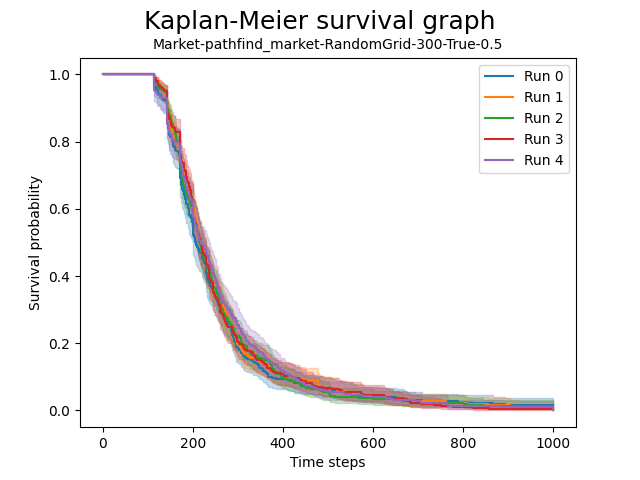 Kaplan-Meier survival graph
Market-pathfind_market-RandomGrid-300-True-0.5
Run 0
Run 1
Run 2
Run 3
Run 4
Survival probability
1.0
0.8
0.6
0.4
0.2
0.0
0 200 400 600 800 1000
Time steps